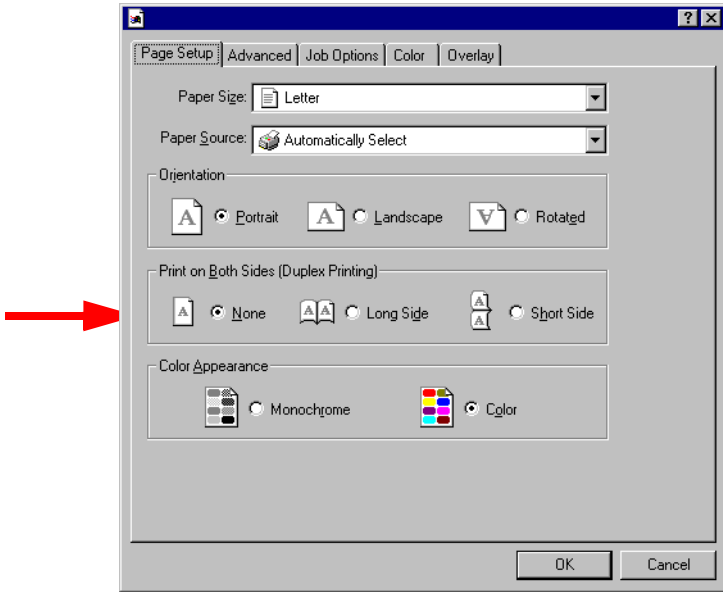 Page Setup Advanced Job Options Color Overlay
Paper Size: Letter
Paper Source: Automatically Select
Orientation
A Portrait A Landscape A Rotated
Print on Both Sides (Duplex Printing)
A None A A Long Side A A Short Side
Color Appearance
Monochrome Color
OK Cancel